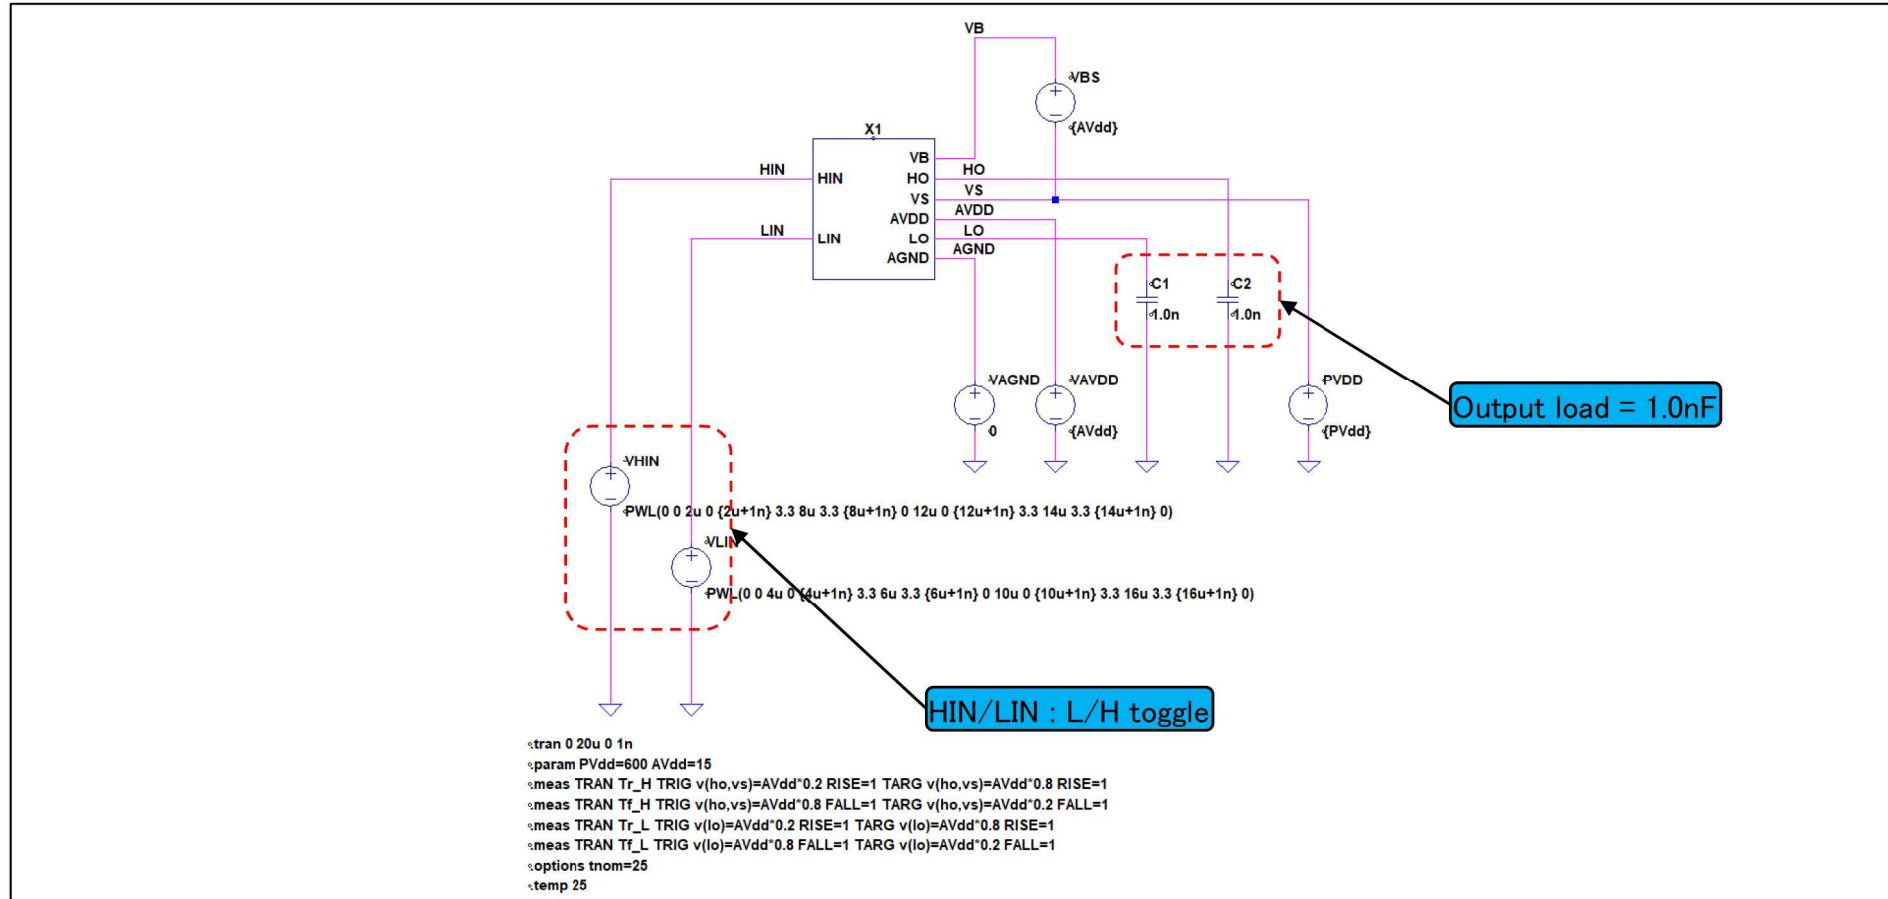 VB
VBS
{AVdd}
X1
VB
HIN
HIN
HO
HO
VS
VS
AVDD
AVDD
LIN
LIN
LO
LO
AGND
AGND
C1
1.0n
C2
1.0n
VAGND
0
VAVDD
{AVdd}
PVDD
{PVdd}
Output load = 1.0nF
VHIN
PWL(0 0 2u 0 {2u+1n} 3.3 8u 3.3 {8u+1n} 0 12u 0 {12u+1n} 3.3 14u 3.3 {14u+1n} 0)
VLIN
PWL(0 0 4u 0 {4u+1n} 3.3 6u 3.3 {6u+1n} 0 10u 0 {10u+1n} 3.3 16u 3.3 {16u+1n} 0)
HIN/LIN : L/H toggle
.tran 0 20u 0 1n
.param PVdd=600 AVdd=15
.meas TRAN Tr_H TRIG v(ho,vs)=AVdd*0.2 RISE=1 TARG v(ho,vs)=AVdd*0.8 RISE=1
.meas TRAN Tf_H TRIG v(ho,vs)=AVdd*0.8 FALL=1 TARG v(ho,vs)=AVdd*0.2 FALL=1
.meas TRAN Tr_L TRIG v(lo)=AVdd*0.2 RISE=1 TARG v(lo)=AVdd*0.8 RISE=1
.meas TRAN Tf_L TRIG v(lo)=AVdd*0.8 FALL=1 TARG v(lo)=AVdd*0.2 FALL=1
.options tnom=25
.temp 25